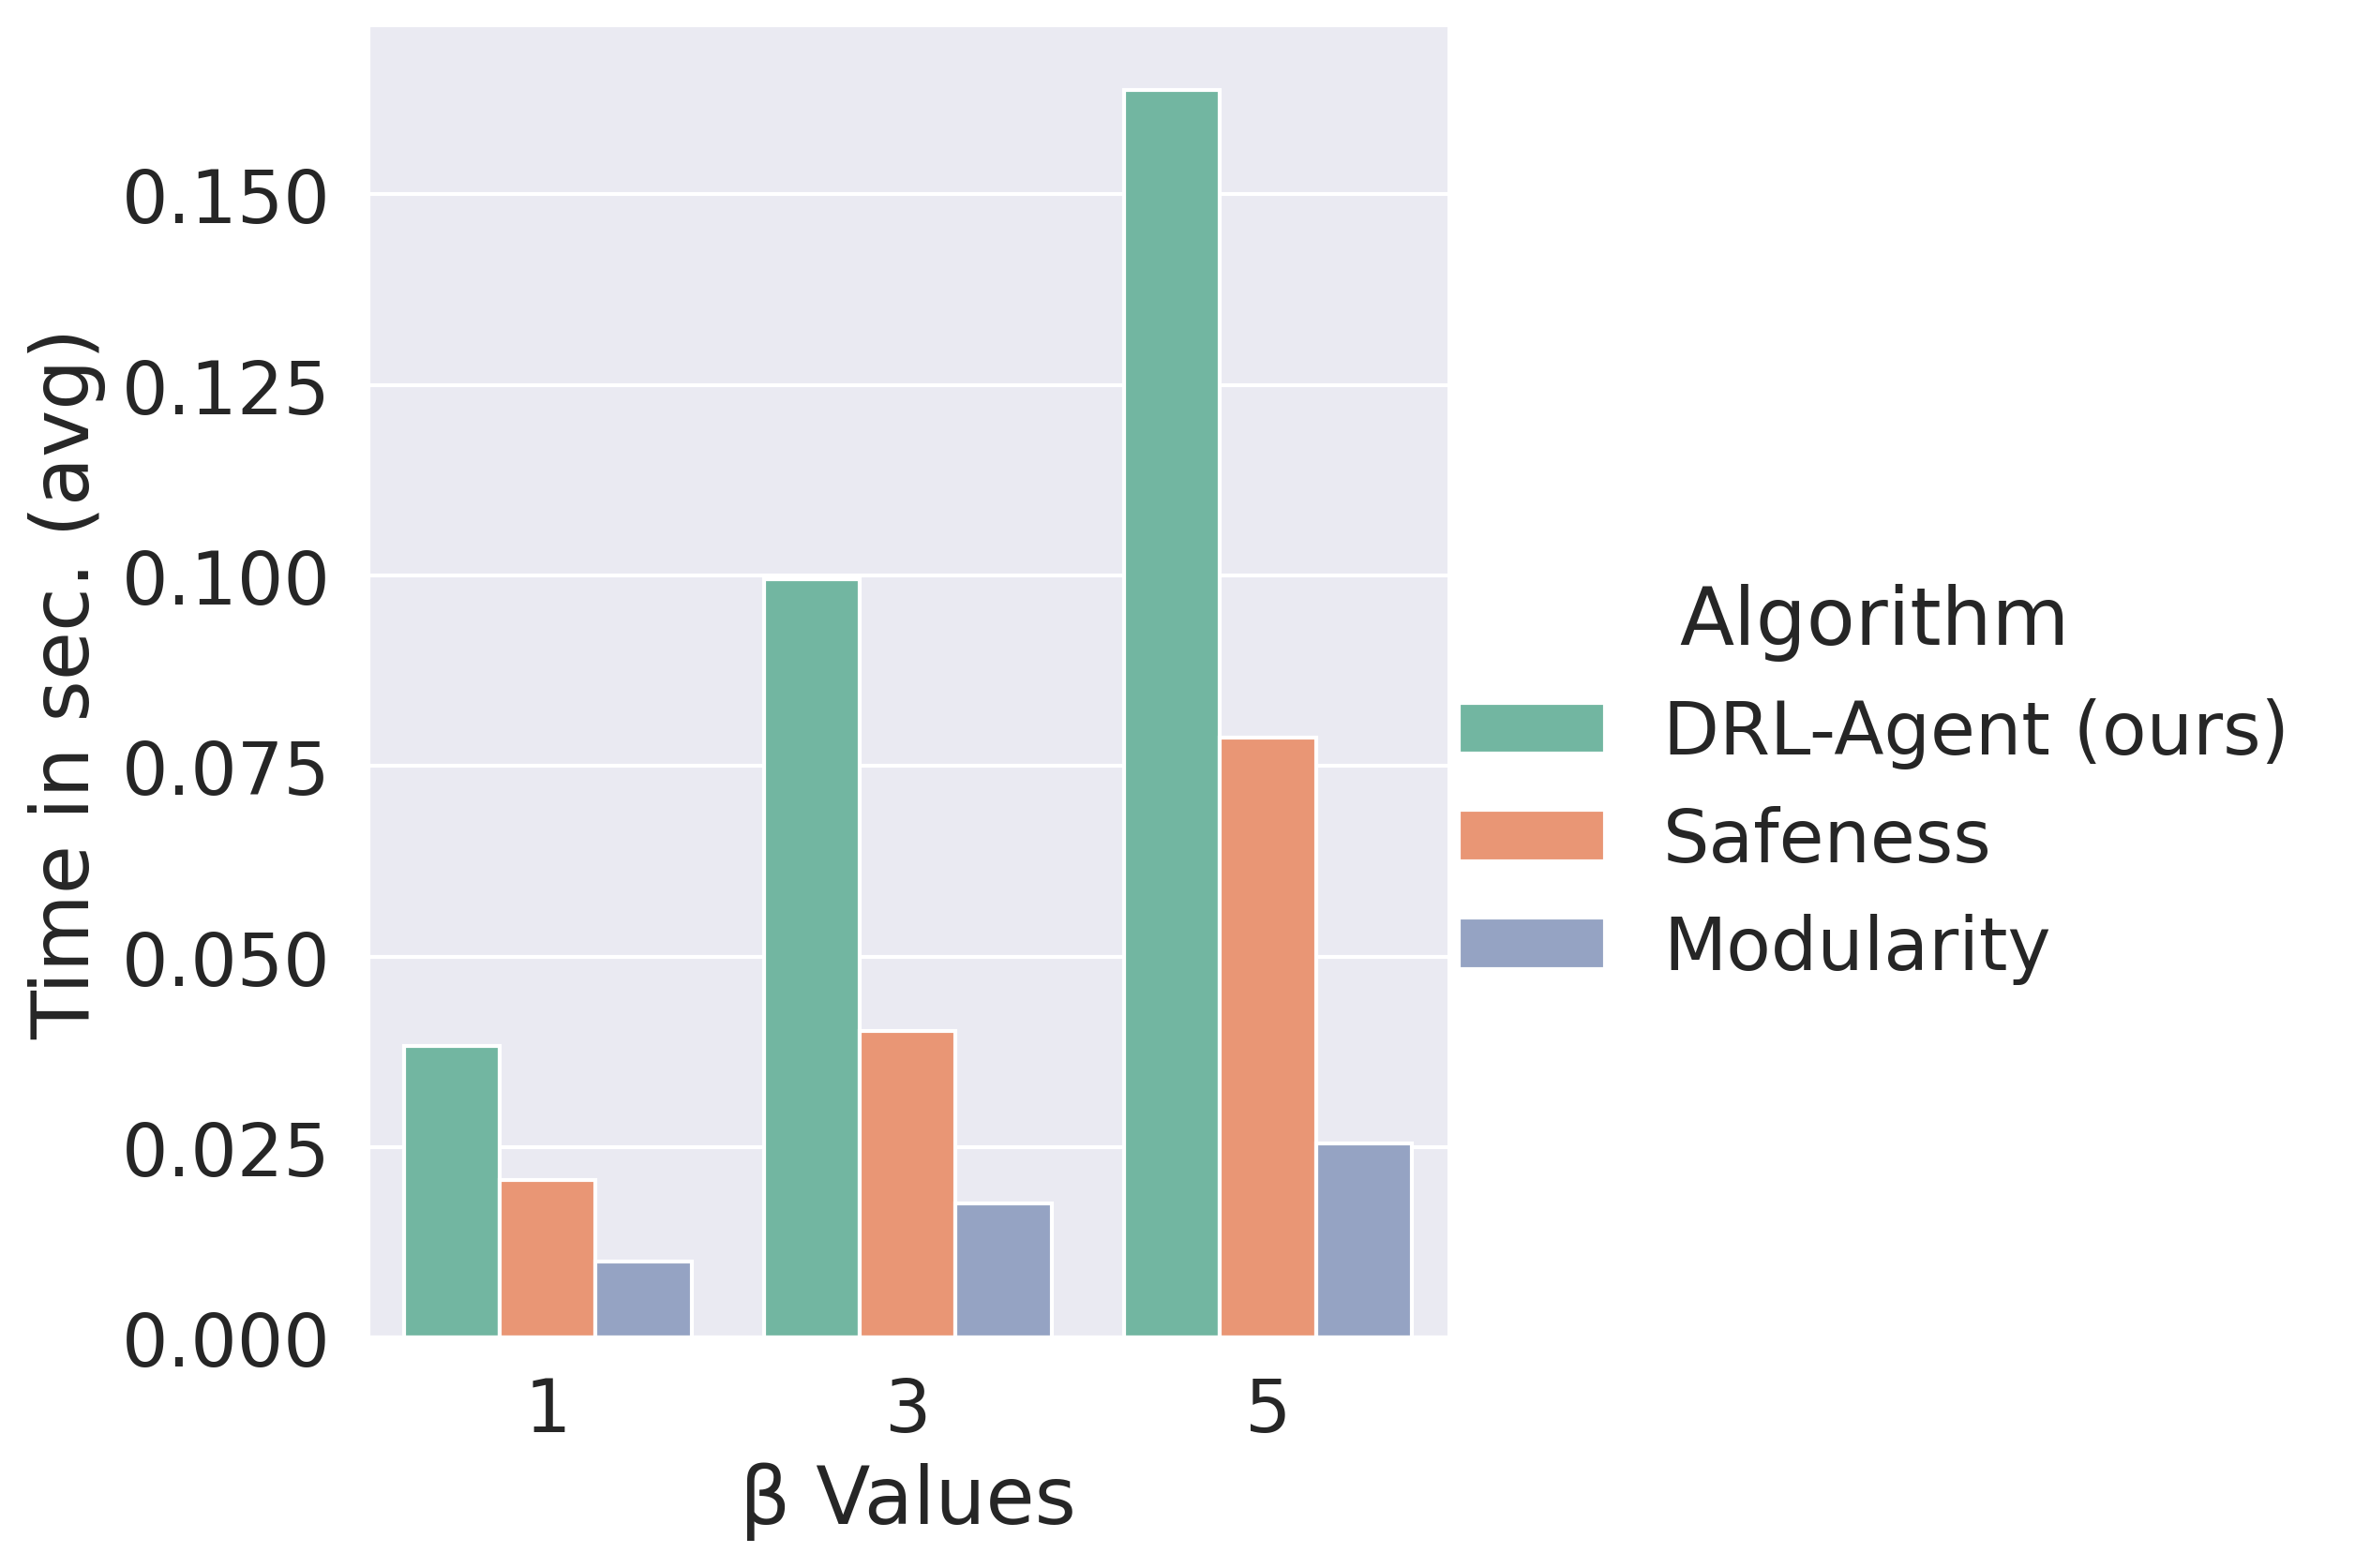 0.150
0.125
0.100
0.075
0.050
0.025
0.000
Time in sec. (avg)
1 3 5
β Values
Algorithm
DRL-Agent (ours)
Safeness
Modularity